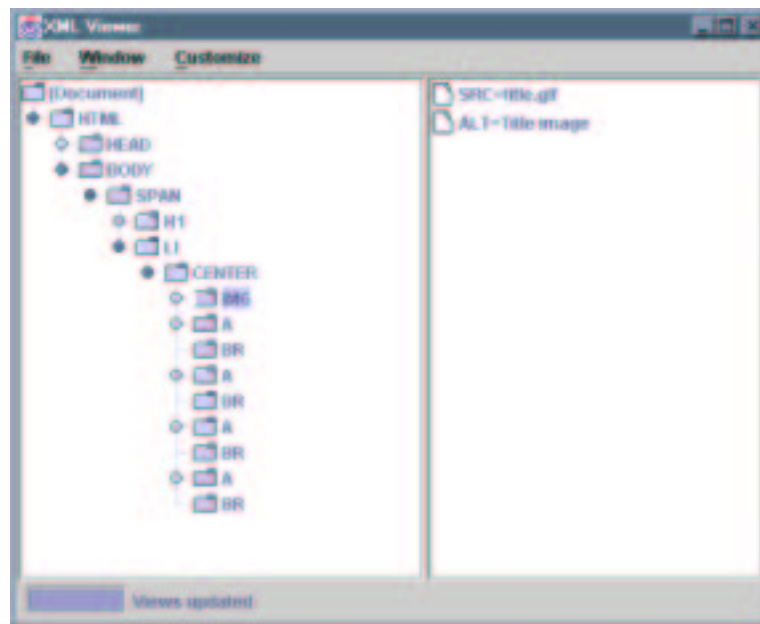 XML Viewer
File Window Customize
(Document)
HTML
HEAD
BODY
SPAN
H1
LI
CENTER
IMG
A
BR
A
BR
A
BR
A
BR
SRC=title.gif
ALT=Title image
Views updated